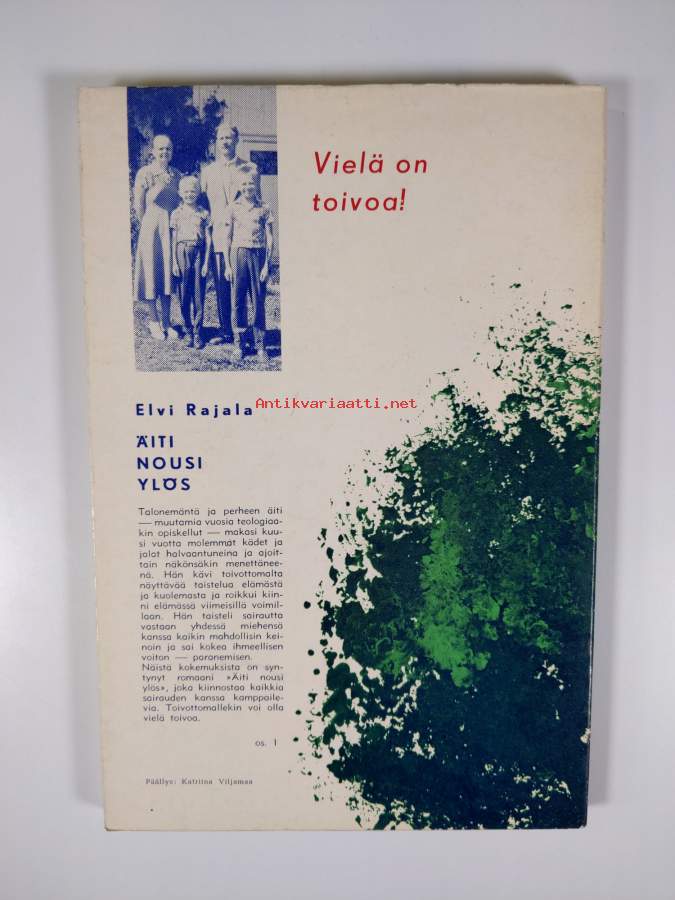 Vielä on
toivoa!
Antikvariaatti.net
Elvi Rajala
ÄITI
NOUSI
YLÖS
Talonemäntä ja perheen äiti
— muutamia vuosia teologiaa-
kin opiskellut — makasi kuu-
si vuotta molemmat kädet ja
jalat halvaantuneina ja ajoit-
tain näkönsäkin menettänee-
nä. Hän kävi toivottomalta
näyttävää taistelua elämästä
ja kuolemasta ja roikkui kiin-
ni elämässä viimeisillä voimil-
laan. Hän taisteli sairautta
vastaan yhdessä miehensä
kanssa kaikin mahdollisin kei-
noin ja sai kokea ihmeellisen
voiton — paranemisen.
Näistä kokemuksista on syn-
tynyt romaani »Äiti nousi
ylös», joka kiinnostaa kaikkia
sairauden kanssa kamppaile-
via. Toivottomallekin voi olla
vielä toivoa.
os. 1
Päällys: Katriina Viljamaa